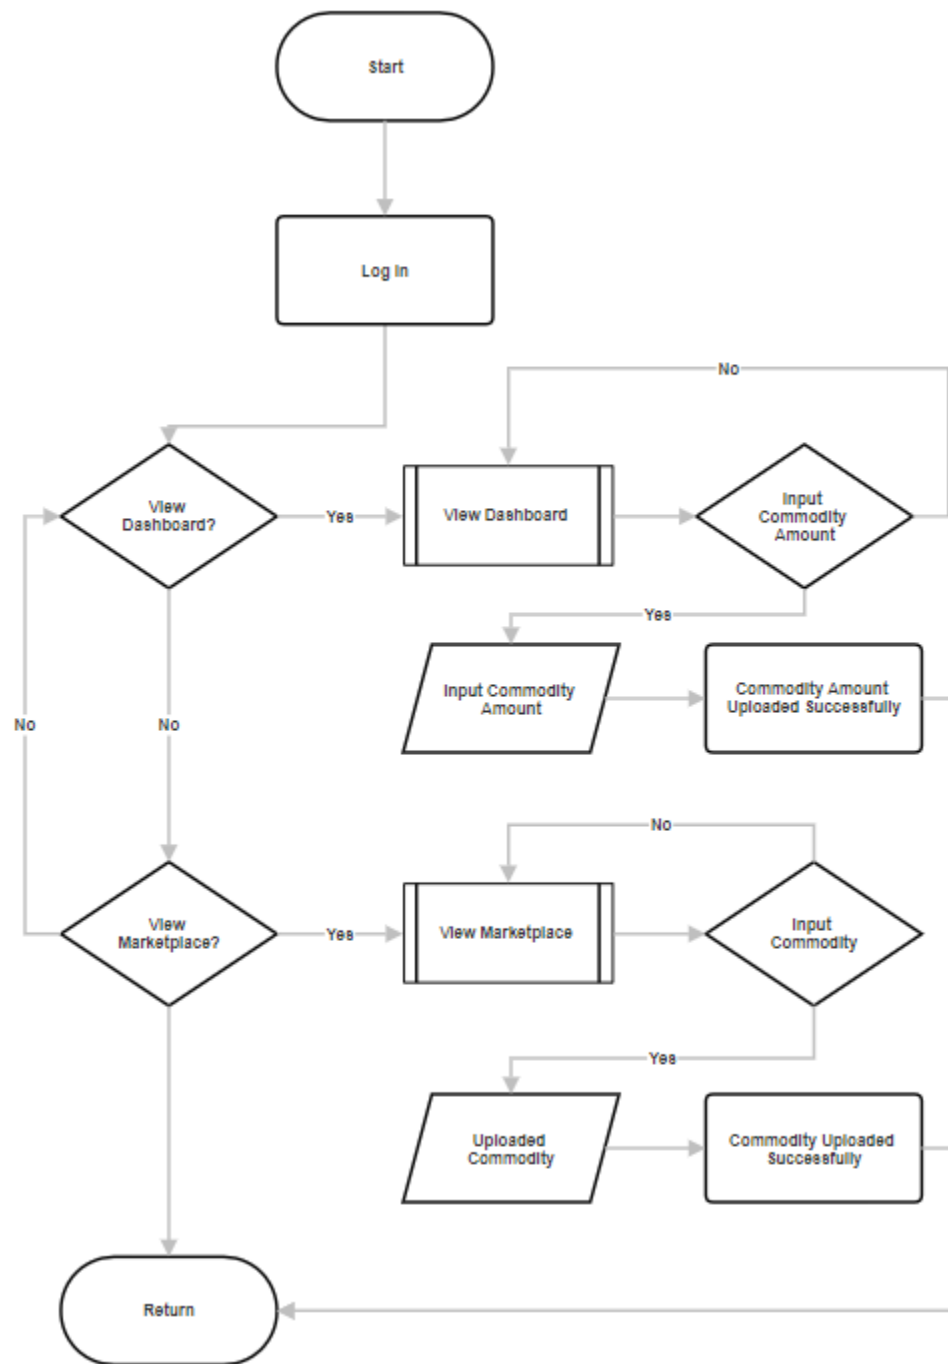 Start
Log In
No
View
Dashboard?
Yes
View Dashboard
Input
Commodity
Amount
Yes
Input Commodity
Amount
Commodity Amount
Uploaded Successfully
No
No
No
View
Marketplace?
Yes
View Marketplace
Input
Commodity
Yes
Uploaded
Commodity
Commodity Uploaded
Successfully
Return